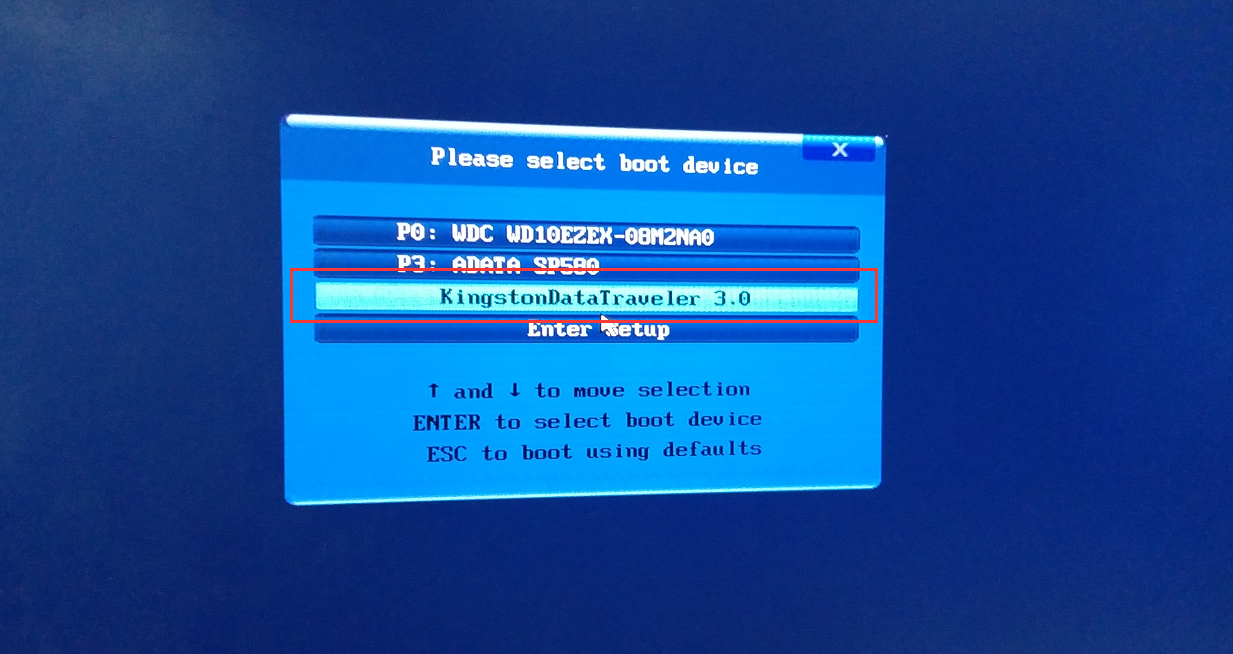 Please select boot device
X
P0: WDC WD10EZEX-08M2NA0
P3: ADATA SP580
KingstonDataTraveler 3.0
Enter Setup
↑ and ↓ to move selection
ENTER to select boot device
ESC to boot using defaults